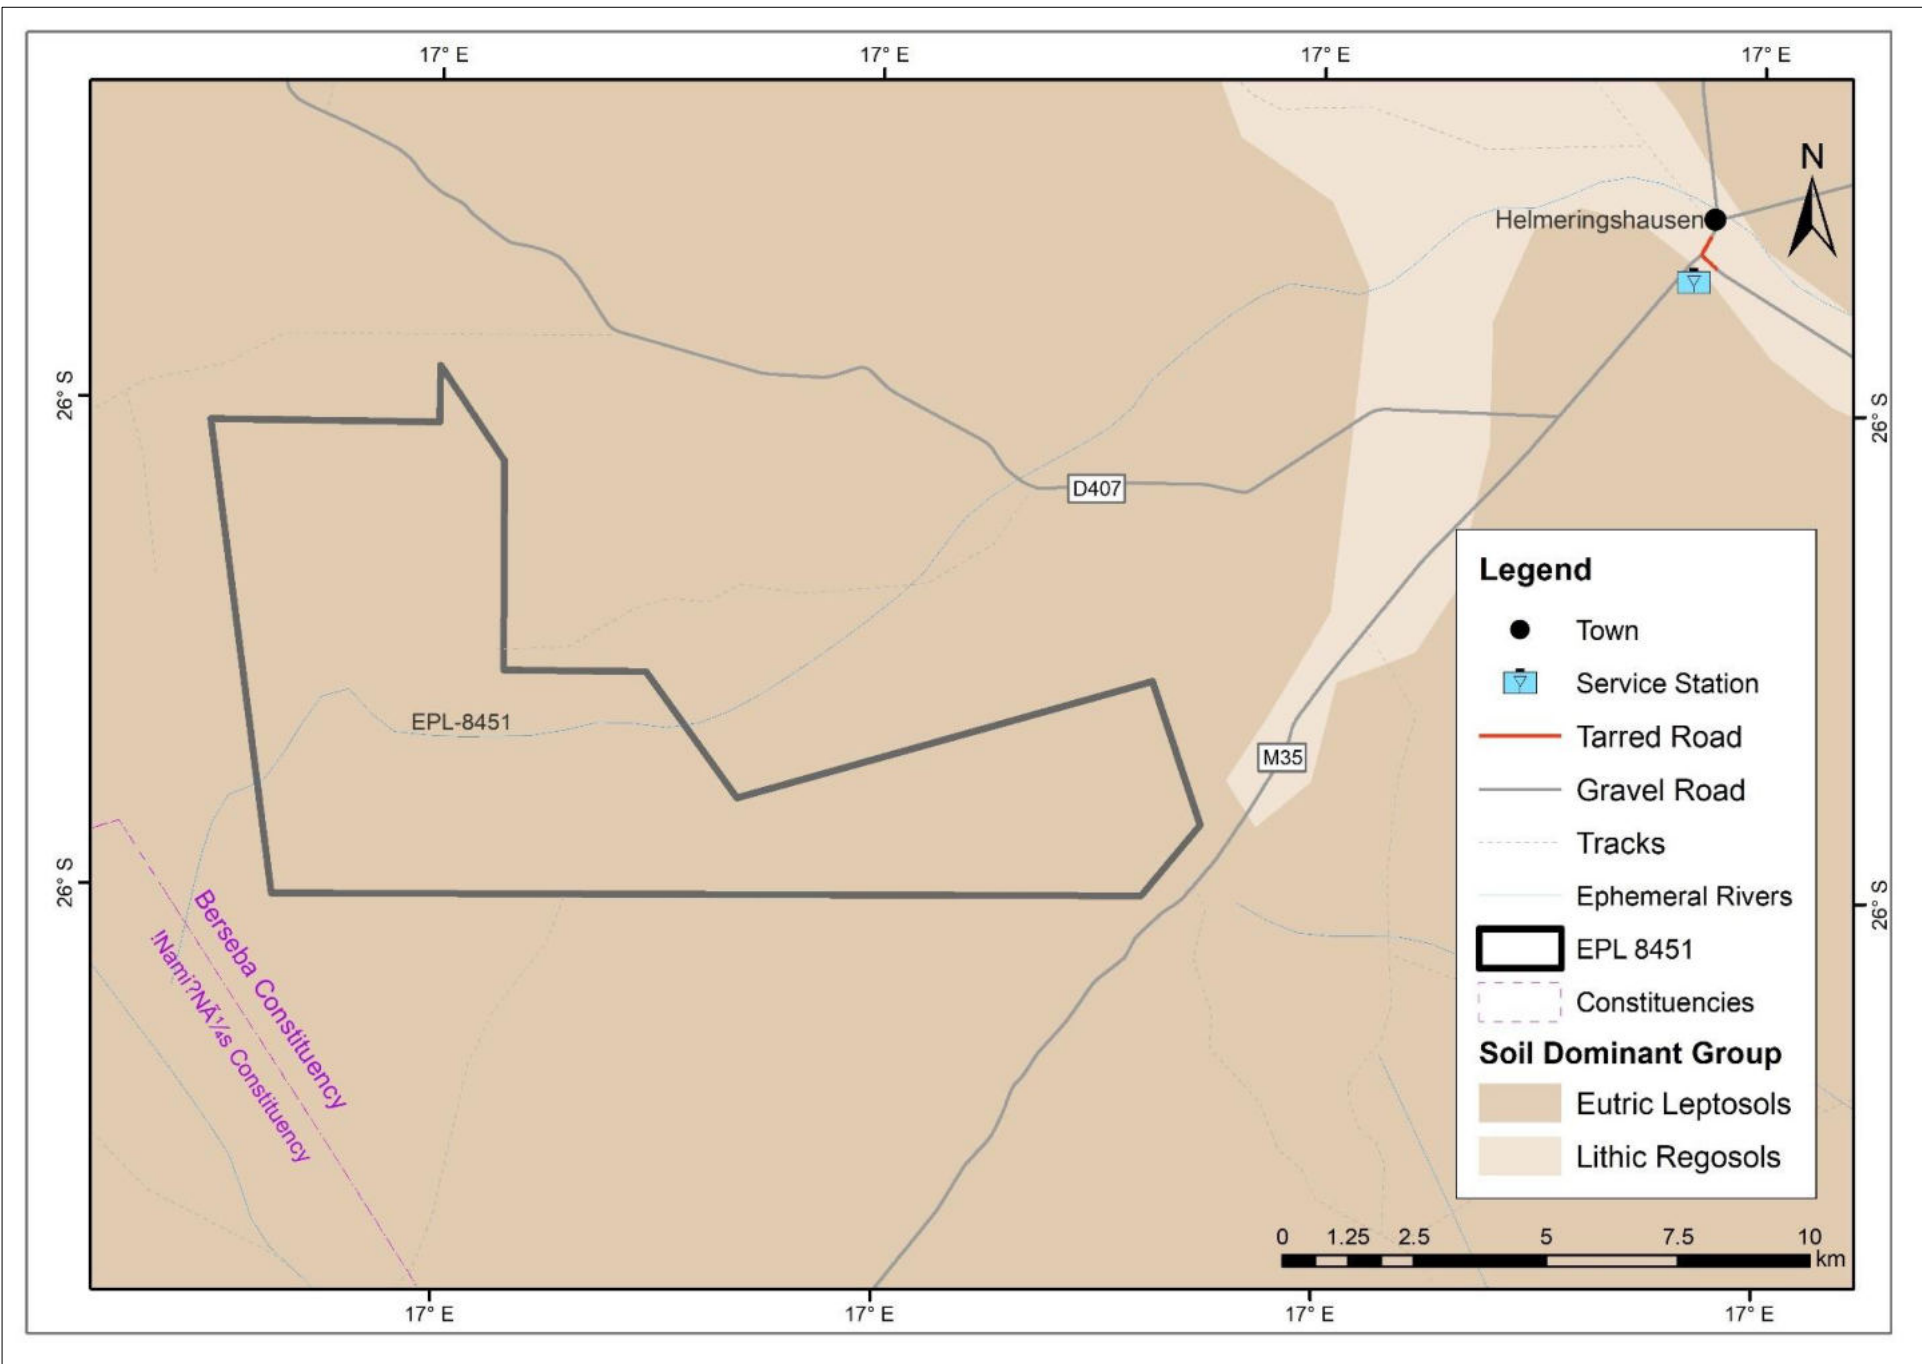 17° E 17° E 17° E 17° E
N
Helmeringshausen
26° S
26° S
D407
Legend
Town
Service Station
Tarred Road
Gravel Road
Tracks
Ephemeral Rivers
EPL 8451
Constituencies
Soil Dominant Group
Eutric Leptosols
Lithic Regosols
EPL-8451
M35
26° S
26° S
Berseba Constituency
!Nami?NÃ¼s Constituency
0 1.25 2.5 5 7.5 10
km
17° E 17° E 17° E 17° E